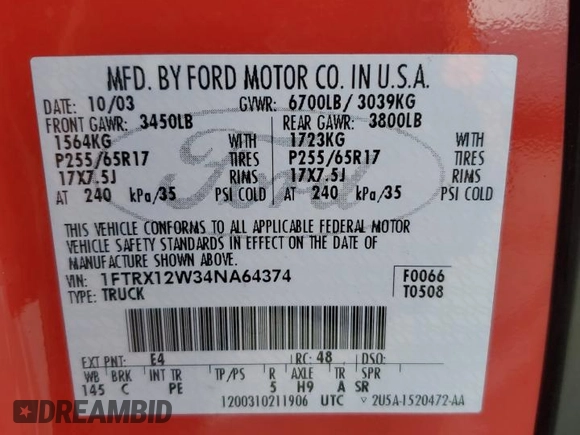 MFD. BY FORD MOTOR CO. IN U.S.A.
DATE: 10/03 GVWR: 6700LB/ 3039KG
FRONT GAWR: 3450LB REAR GAWR: 3800LB
1564KG WITH 1723KG WITH
P255/65R17 TIRES P255/65R17 TIRES
17X7.5J RIMS 17X7.5J RIMS
AT 240 kPa/35 PSI COLD AT 240 kPa/35 PSI COLD
Ford
THIS VEHICLE CONFORMS TO ALL APPLICABLE FEDERAL MOTOR
VEHICLE SAFETY STANDARDS IN EFFECT ON THE DATE OF
MANUFACTURE SHOWN ABOVE.
VIN: 1FTRX12W34NA64374 F0066
TYPE: TRUCK T0508
EXT PNT: E4 RC: 48 DSO:
WB BRK INT TR TP/PS R AXLE TR SPR
145 C PE 5 H9 A SR
1200310211906 UTC 2U5A-1520472-AA
DREAMBID